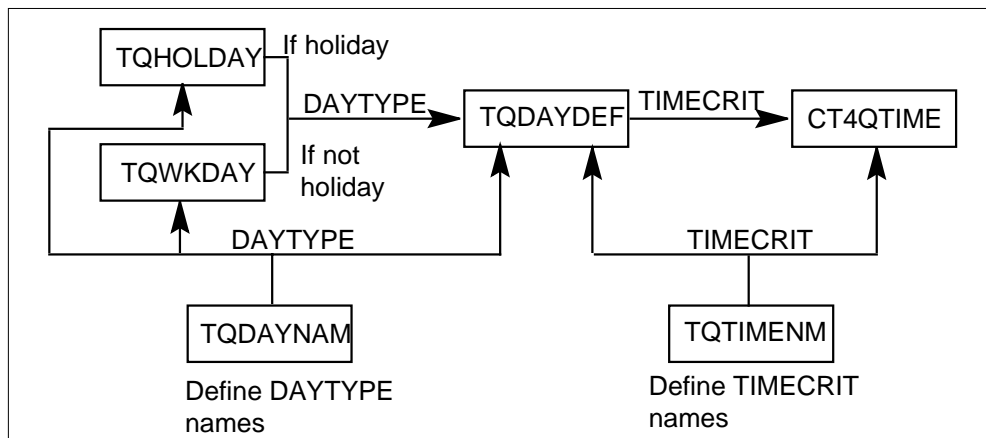 TQHOLDAY
If holiday
DAYTYPE
TQDAYDEF
TIMECRIT
CT4QTIME
TQWKDAY
If not
holiday
DAYTYPE
TIMECRIT
TQDAYNAM
TQTIMENM
Define DAYTYPE
names
Define TIMECRIT
names